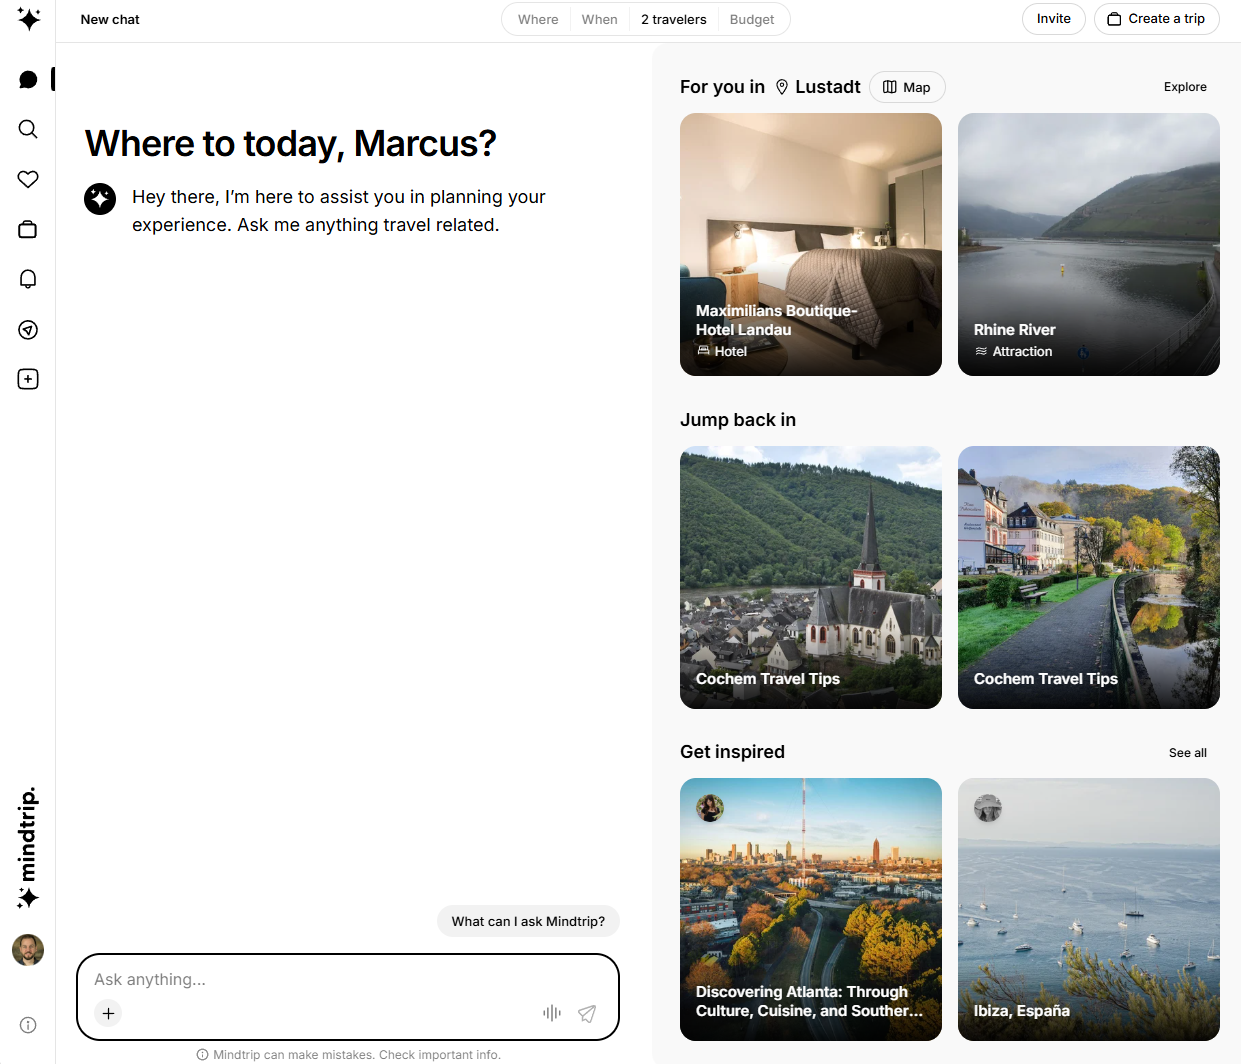 New chat
Where
When
2 travelers
Budget
Invite
Create a trip
Where to today, Marcus?
Hey there, I'm here to assist you in planning your
experience. Ask me anything travel related.
For you in Lustadt
Map
Explore
Maximilians Boutique-
Hotel Landau
Hotel
Rhine River
Attraction
Jump back in
Cochem Travel Tips
Cochem Travel Tips
Get inspired
See all
Discovering Atlanta: Through
Culture, Cuisine, and Souther...
Ibiza, España
mindtrip.
What can I ask Mindtrip?
Ask anything...
Mindtrip can make mistakes. Check important info.